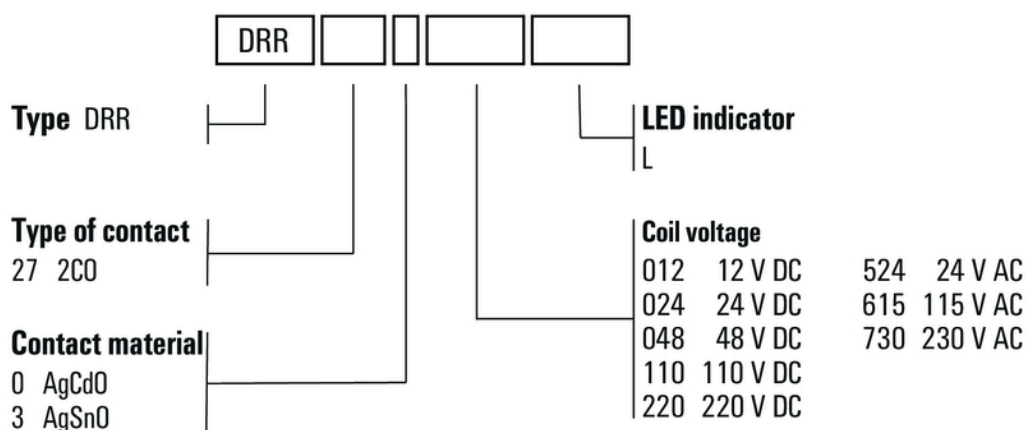 DRR
Type DRR
LED indicator
L
Type of contact
27 2CO
Coil voltage
012 12 V DC 524 24 V AC
024 24 V DC 615 115 V AC
048 48 V DC 730 230 V AC
110 110 V DC
220 220 V DC
Contact material
0 AgCdO
3 AgSnO